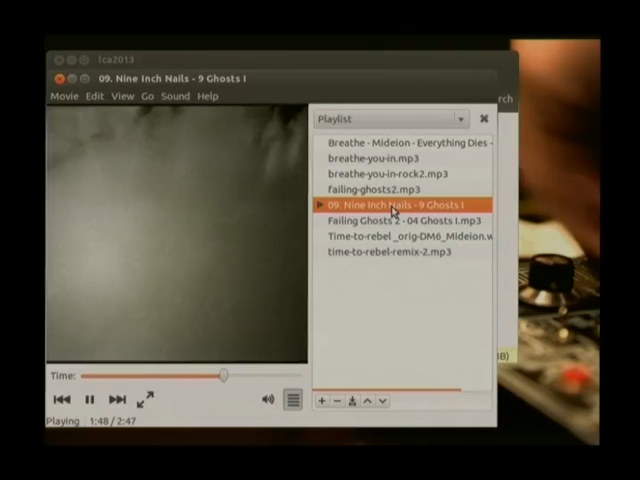 lca2013
09. Nine Inch Nails - 9 Ghosts I
Movie Edit View Go Sound Help
rch
Playlist
Breathe - Mideion - Everything Dies -
breathe-you-in.mp3
breathe-you-in-rock2.mp3
failing-ghosts2.mp3
09. Nine Inch Nails - 9 Ghosts I
Failing Ghosts 2 - 04 Ghosts I.mp3
Time-to-rebel _orig-DM6_Mideion.w
time-to-rebel-remix-2.mp3
Time:
Playing 1:48 / 2:47